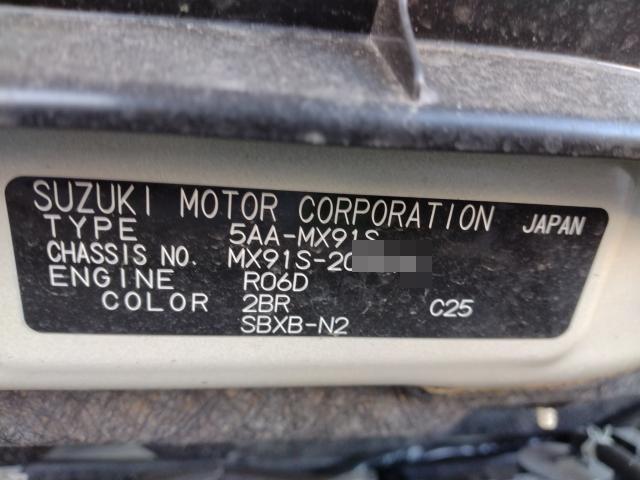 SUZUKI MOTOR CORPORATION JAPAN
TYPE 5AA-MX91S
CHASSIS NO. MX91S-20
ENGINE R06D
COLOR 2BR C25
SBXB-N2